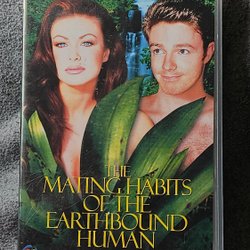 THE
MATING HABITS
OF THE
EARTHBOUND
HUMAN